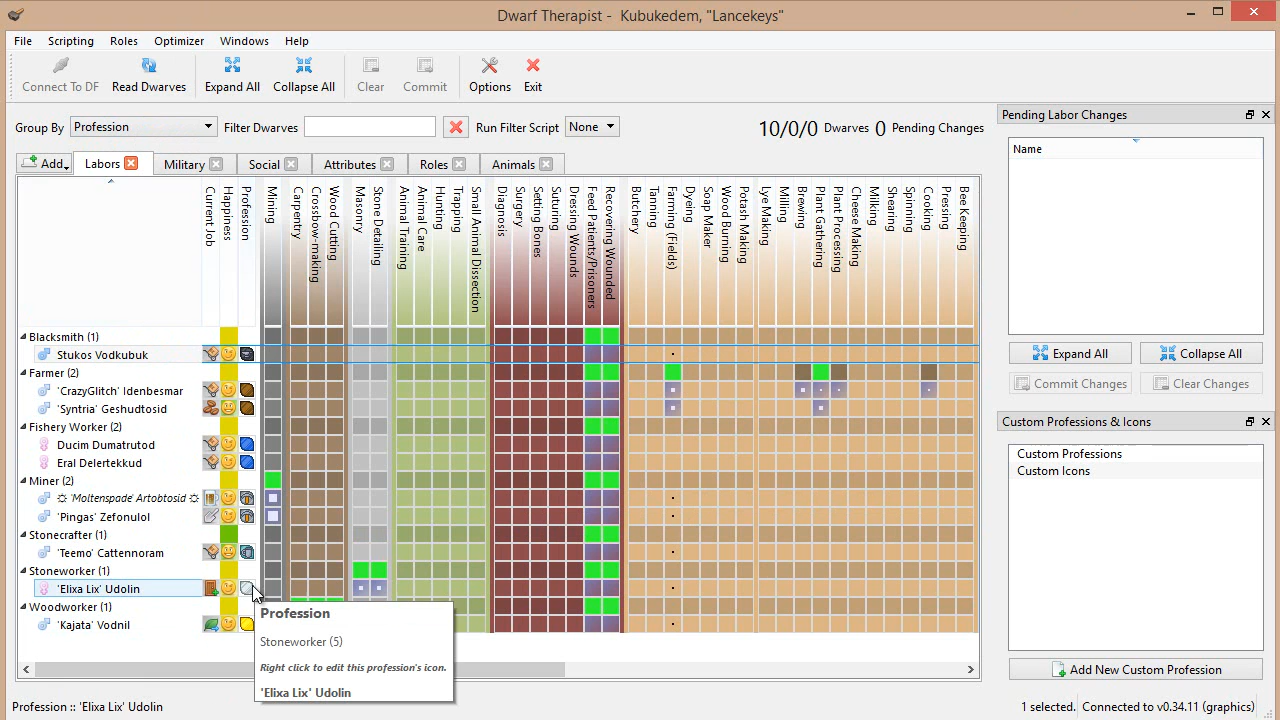 Dwarf Therapist - Kubukedem, "Lancekeys"
File Scripting Roles Optimizer Windows Help
Connect To DF Read Dwarves Expand All Collapse All Clear Commit Options Exit
Group By Profession Filter Dwarves Run Filter Script None 10/0/0 Dwarves 0 Pending Changes
Add... Labors Military Social Attributes Roles Animals
Current Job
Happiness
Profession
Mining
Carpentry
Crossbow-making
Wood Cutting
Masonry
Stone Detailing
Animal Training
Animal Care
Hunting
Trapping
Small Animal Dissection
Diagnosis
Surgery
Setting Bones
Suturing
Dressing Wounds
Feed Patients/Prisoners
Recovering Wounded
Butchery
Tanning
Farming (Fields)
Dyeing
Soap Maker
Wood Burning
Potash Making
Lye Making
Milling
Brewing
Plant Gathering
Plant Processing
Cheese Making
Milking
Shearing
Spinning
Cooking
Pressing
Bee Keeping
Blacksmith (1)
Stukos Vodkubuk
Farmer (2)
'CrazyGlitch' Idenbesmar
'Syntria' Geshudtosid
Fishery Worker (2)
Ducim Dumatrutod
Eral Delertekkud
Miner (2)
☼ 'Moltenspade' Artobtosid ☼
'Pingas' Zefonulol
Stonecrafter (1)
'Teemo' Cattennoram
Stoneworker (1)
'Elixa Lix' Udolin
Woodworker (1)
'Kajata' Vodnil
Profession
Stoneworker (5)
Right click to edit this profession's icon.
'Elixa Lix' Udolin
Pending Labor Changes
Name
Expand All Collapse All
Commit Changes Clear Changes
Custom Professions & Icons
Custom Professions
Custom Icons
Add New Custom Profession
Profession :: 'Elixa Lix' Udolin 1 selected. Connected to v0.34.11 (graphics)